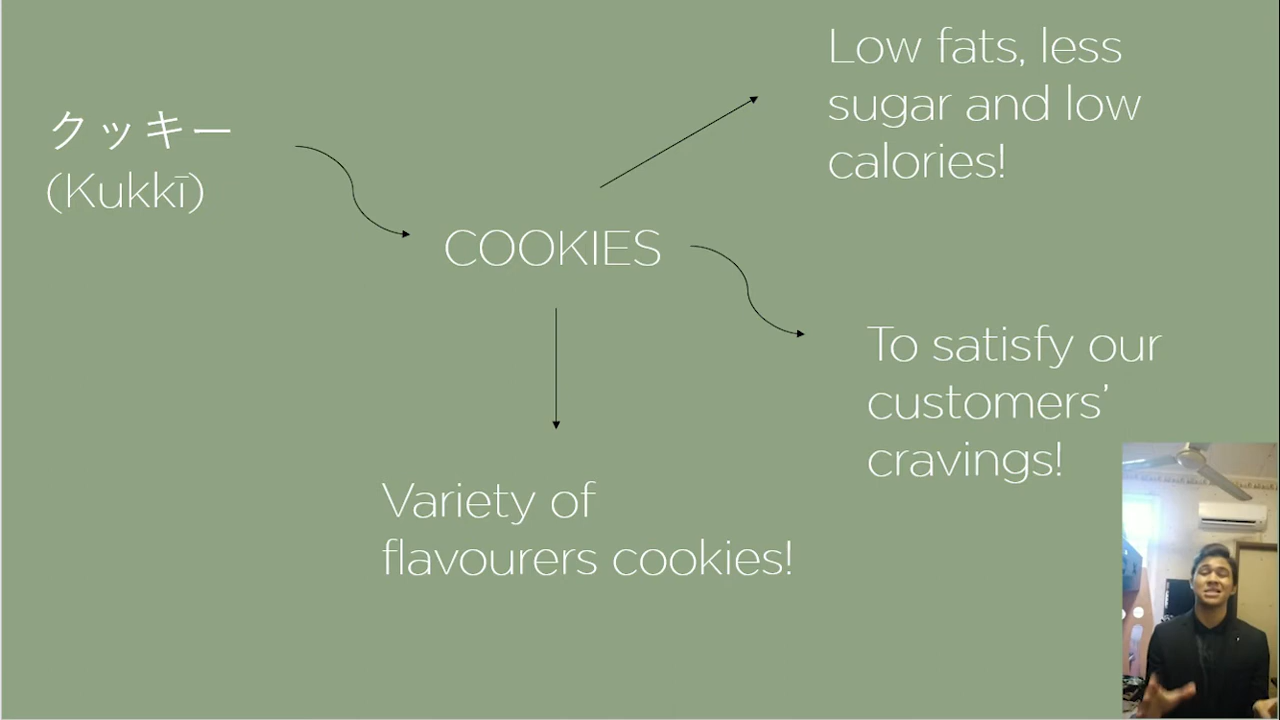 クッキー
(Kukkī)
COOKIES
Low fats, less
sugar and low
calories!
To satisfy our
customers'
cravings!
Variety of
flavourers cookies!